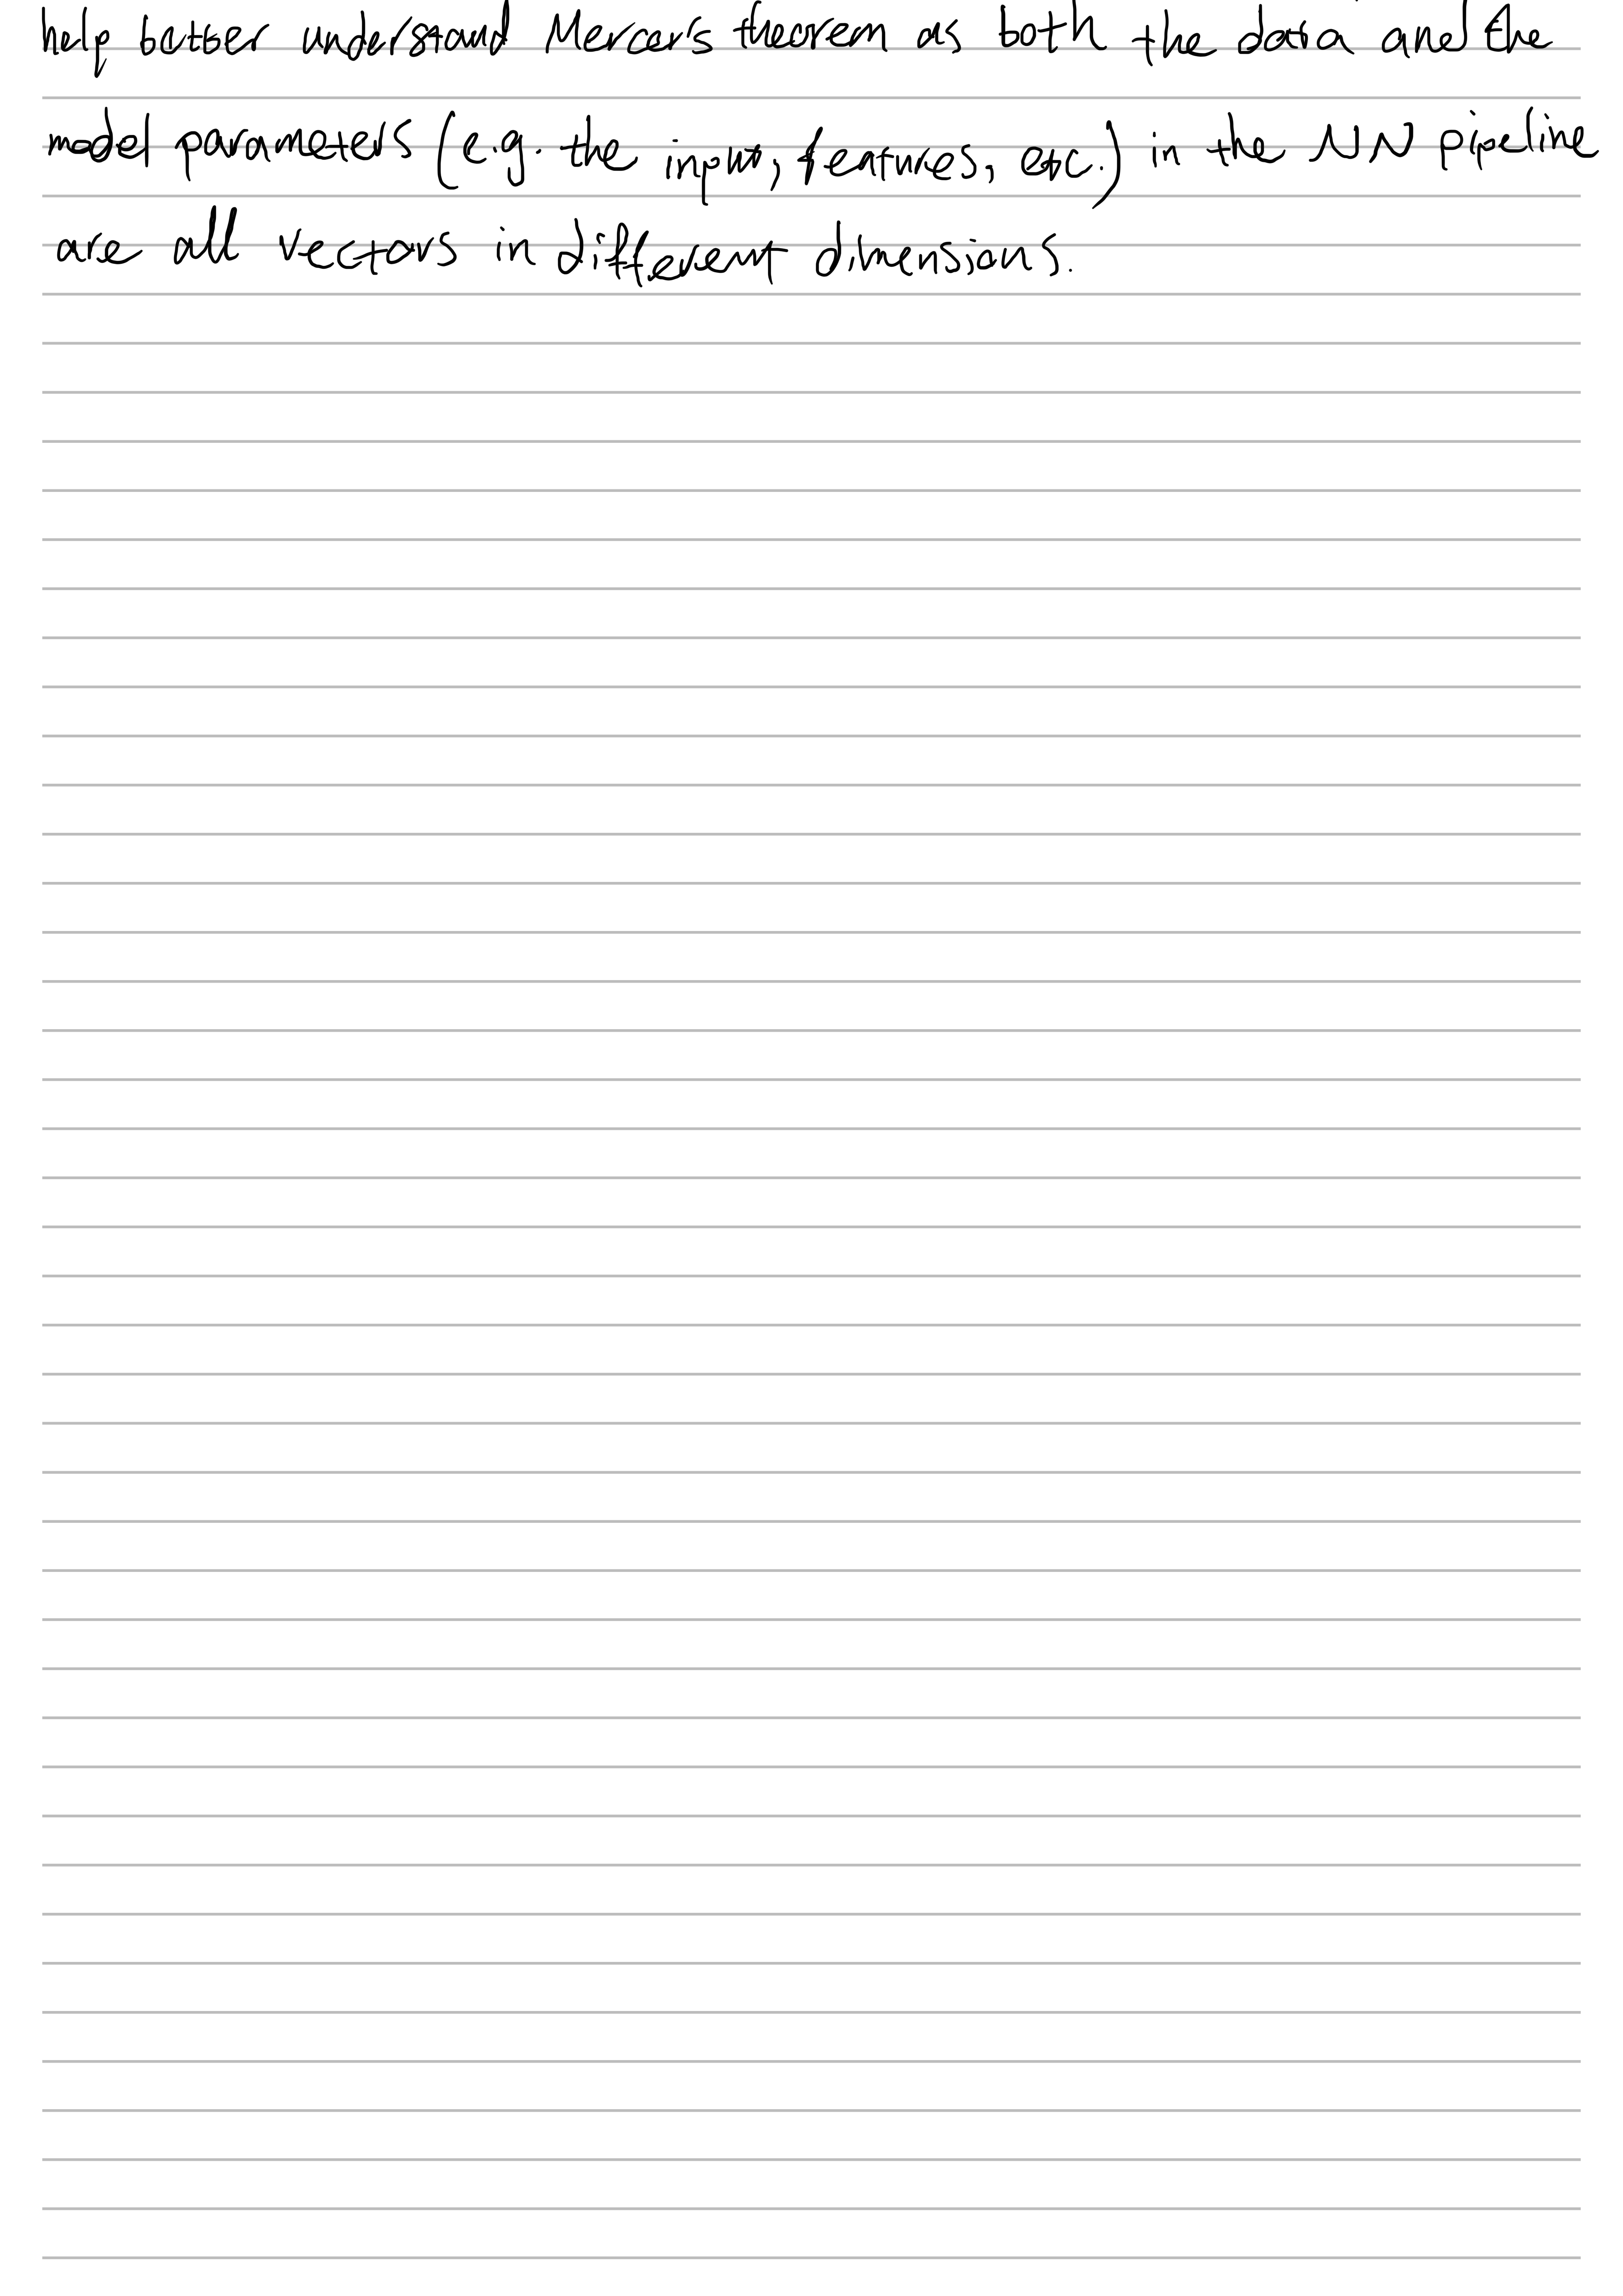 help better understand Mercer's theorem as both the data and the
model parameters (e.g. the input, features, etc.) in the NN pipeline
are all vectors in different dimensions.